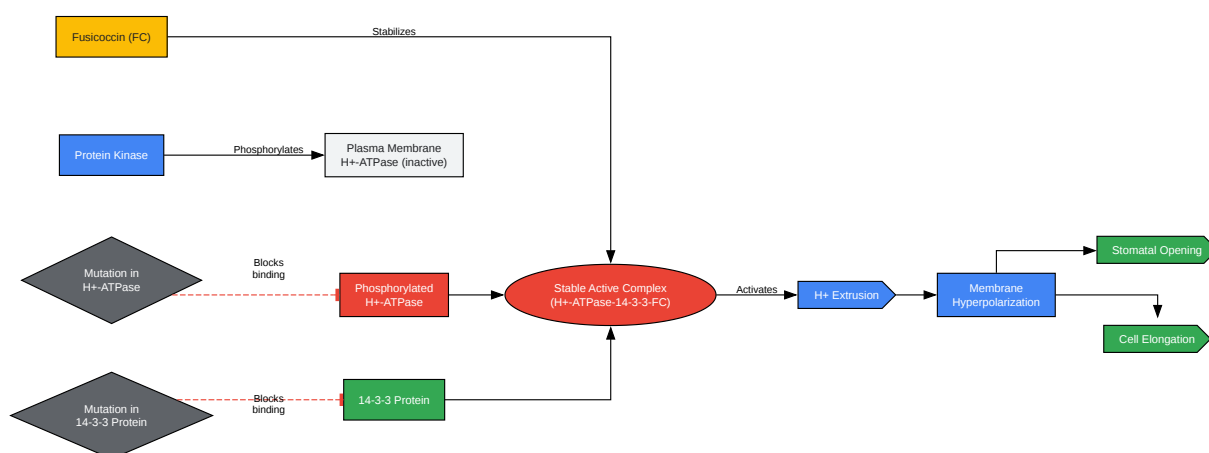 Fusicoccin (FC)
Stabilizes
Protein Kinase
Phosphorylates
Plasma Membrane
H+-ATPase (inactive)
Mutation in
H+-ATPase
Blocks
binding
Phosphorylated
H+-ATPase
Stable Active Complex
(H+-ATPase-14-3-3-FC)
Activates
H+ Extrusion
Membrane
Hyperpolarization
Stomatal Opening
Cell Elongation
Mutation in
14-3-3 Protein
Blocks
binding
14-3-3 Protein